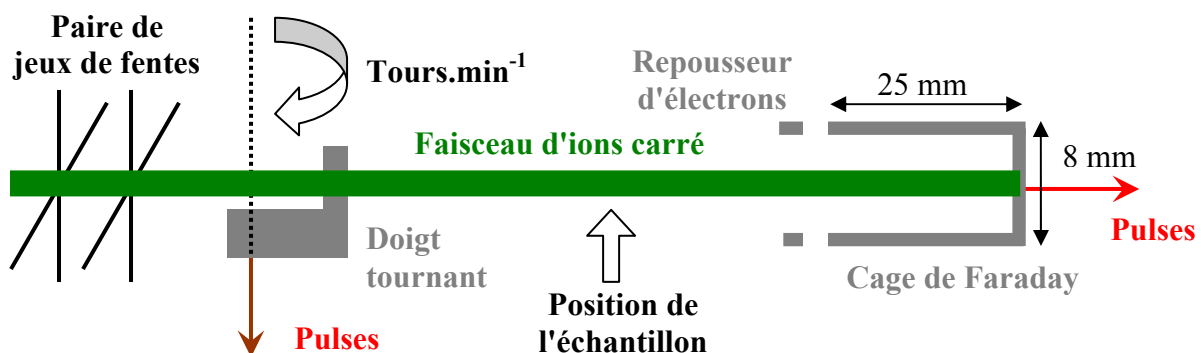 Paire de
jeux de fentes
Tours.min-1
Repousseur
d'électrons
25 mm
Faisceau d'ions carré
8 mm
Pulses
Doigt
tournant
Cage de Faraday
Position de
l'échantillon
Pulses